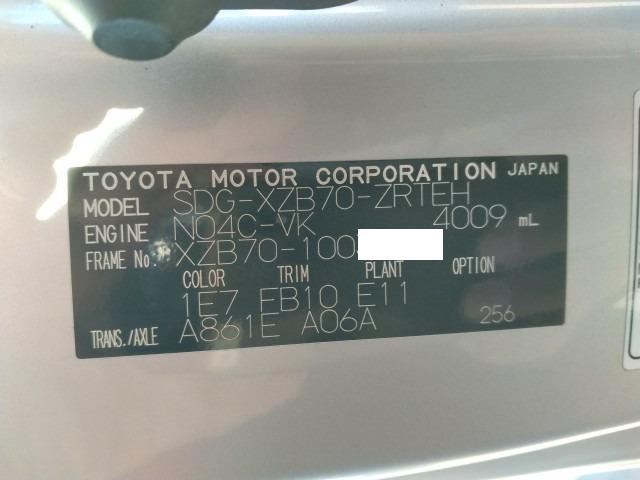 TOYOTA MOTOR CORPORATION JAPAN
MODEL SDG-XZB70-ZRTEH
ENGINE N04C-VK 4009 mL
FRAME No. XZB70-100
COLOR TRIM PLANT OPTION
1E7 FB10 E11
TRANS./AXLE A861E A06A 256